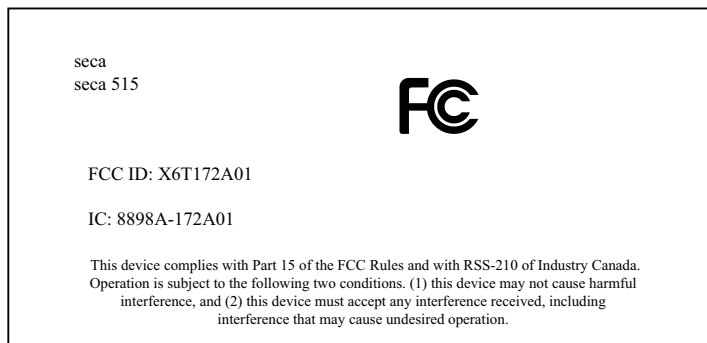 seca
seca 515
FC
FCC ID: X6T172A01
IC: 8898A-172A01
This device complies with Part 15 of the FCC Rules and with RSS-210 of Industry Canada.
Operation is subject to the following two conditions. (1) this device may not cause harmful
interference, and (2) this device must accept any interference received, including
interference that may cause undesired operation.